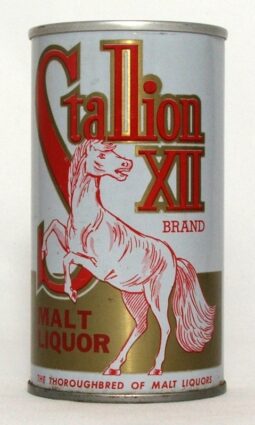 Stallion
XII
BRAND
MALT
LIQUOR
THE THOROUGHBRED OF MALT LIQUORS